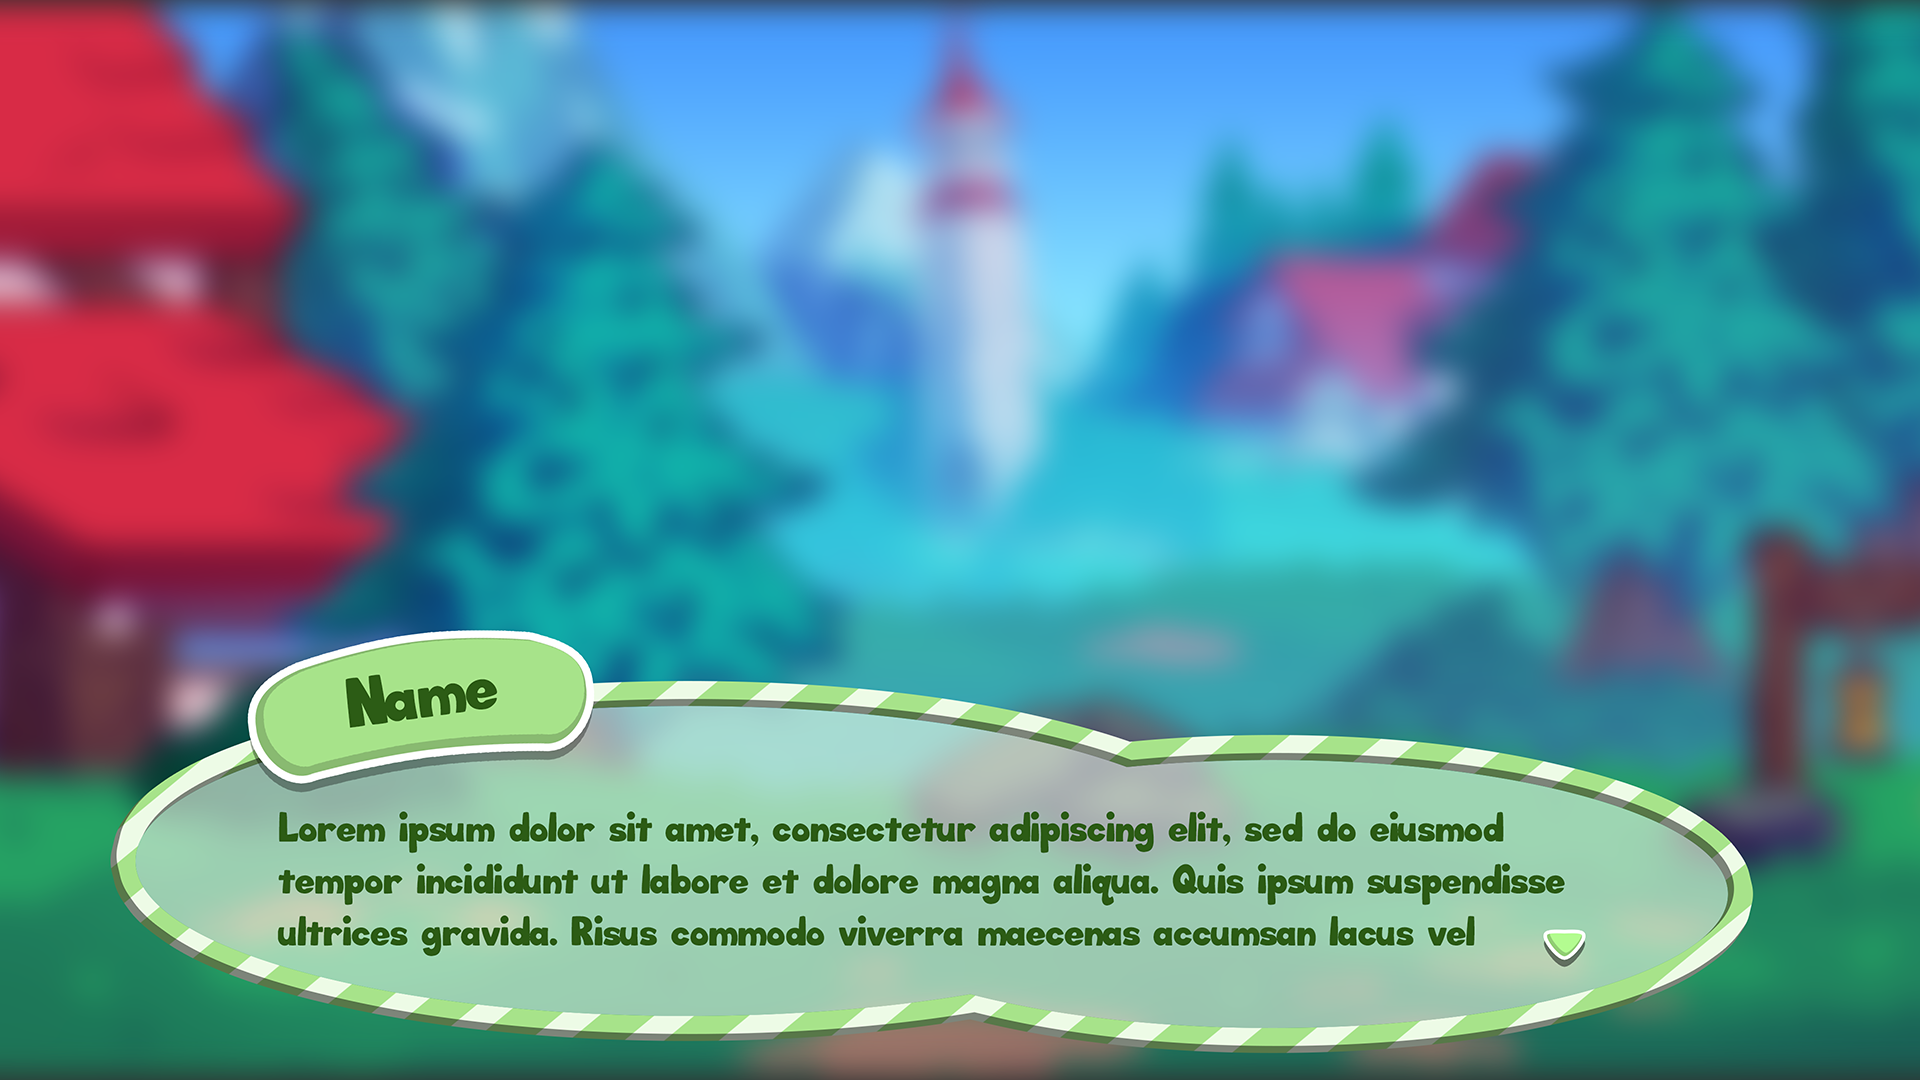 Name
Lorem ipsum dolor sit amet, consectetur adipiscing elit, sed do eiusmod
tempor incididunt ut labore et dolore magna aliqua. Quis ipsum suspendisse
ultrices gravida. Risus commodo viverra maecenas accumsan lacus vel